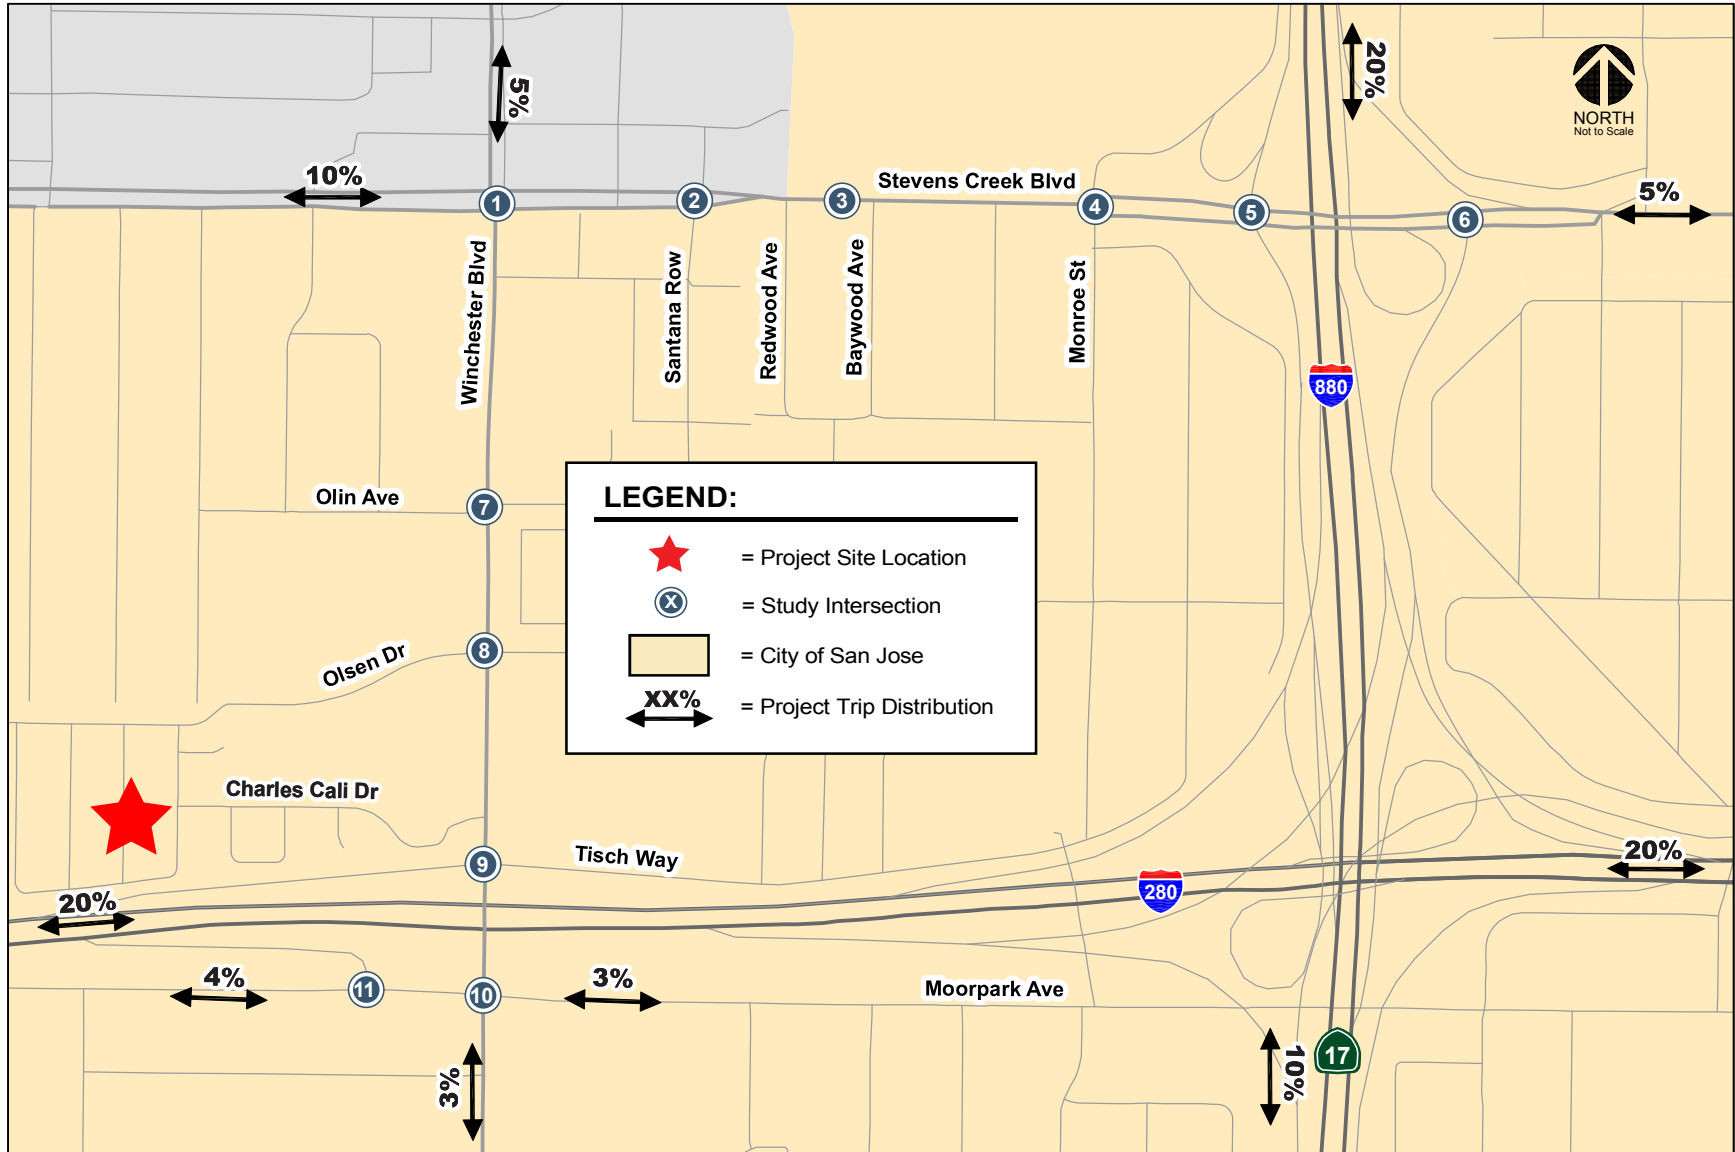 5%
20%
NORTH
Not to Scale
10%
Stevens Creek Blvd
5%
1
2
3
4
5
6
Winchester Blvd
Santana Row
Redwood Ave
Baywood Ave
Monroe St
880
Olin Ave
7
LEGEND:
= Project Site Location
X
= Study Intersection
= City of San Jose
XX%
= Project Trip Distribution
Olsen Dr
8
Charles Cali Dr
9
Tisch Way
280
20%
20%
4%
11
10
3%
Moorpark Ave
3%
10%
17